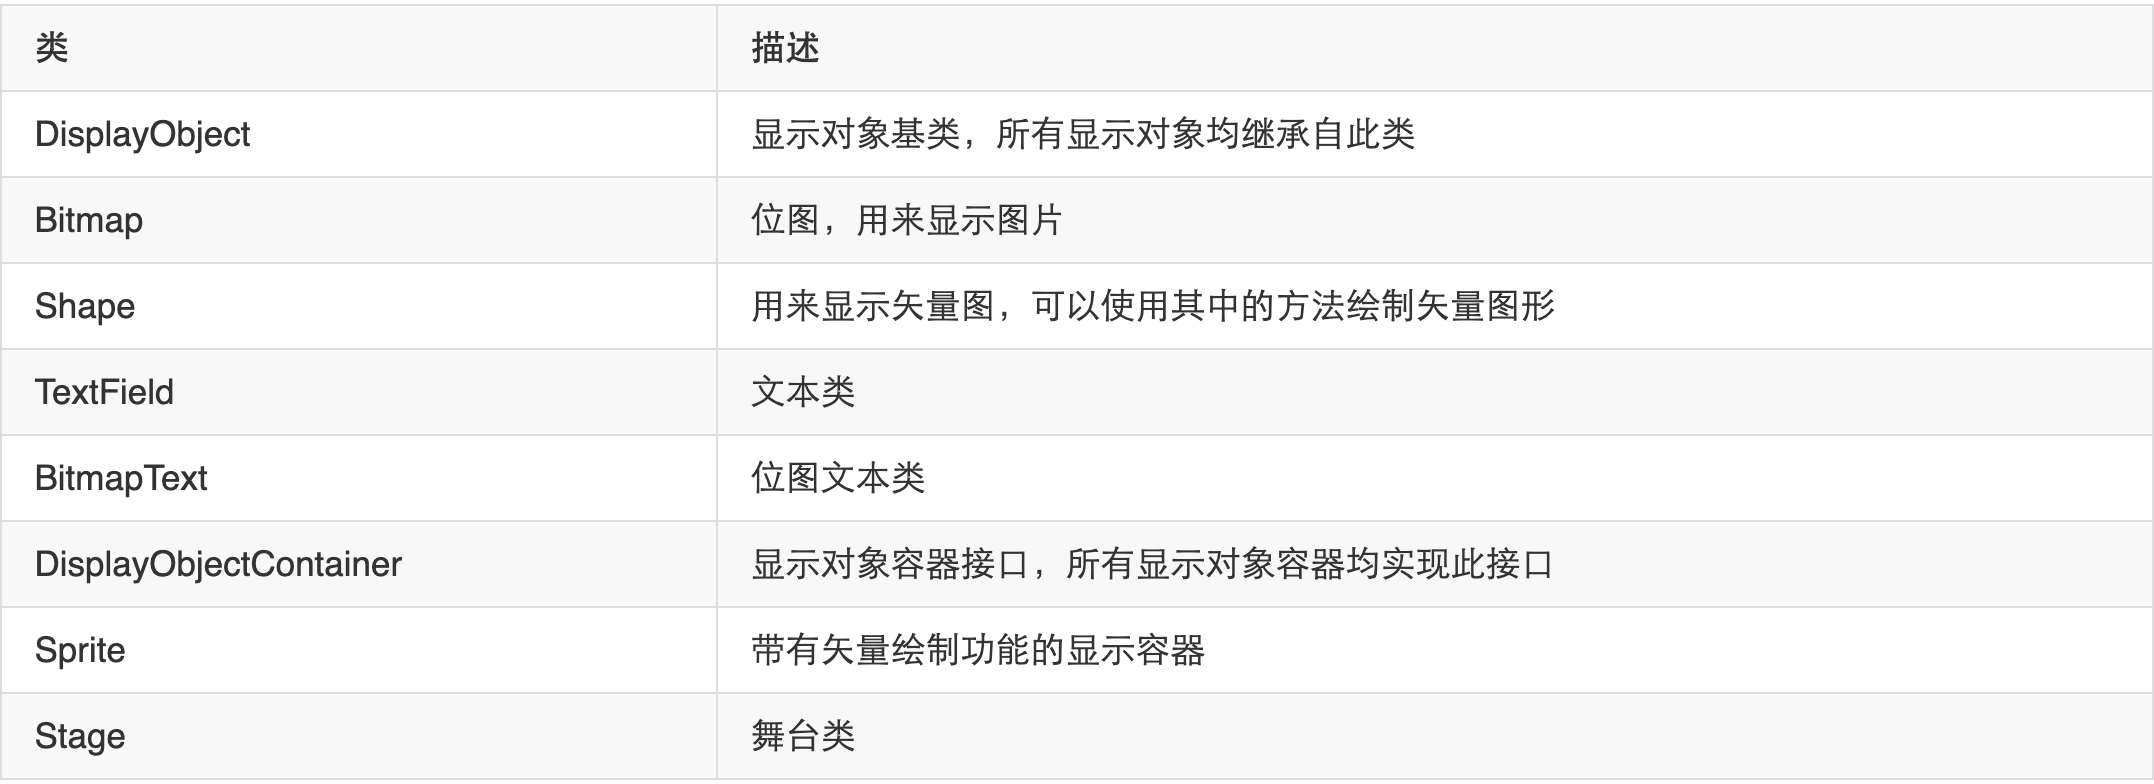 类 描述
DisplayObject 显示对象基类，所有显示对象均继承自此类
Bitmap 位图，用来显示图片
Shape 用来显示矢量图，可以使用其中的方法绘制矢量图形
TextField 文本类
BitmapText 位图文本类
DisplayObjectContainer 显示对象容器接口，所有显示对象容器均实现此接口
Sprite 带有矢量绘制功能的显示容器
Stage 舞台类